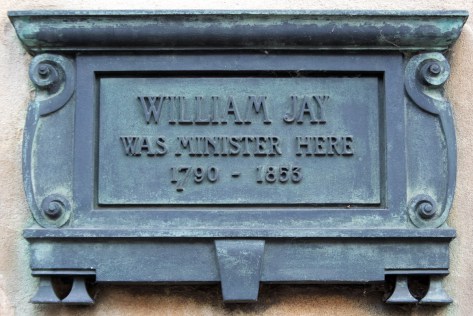 WILLIAM JAY
WAS MINISTER HERE
1790 - 1853